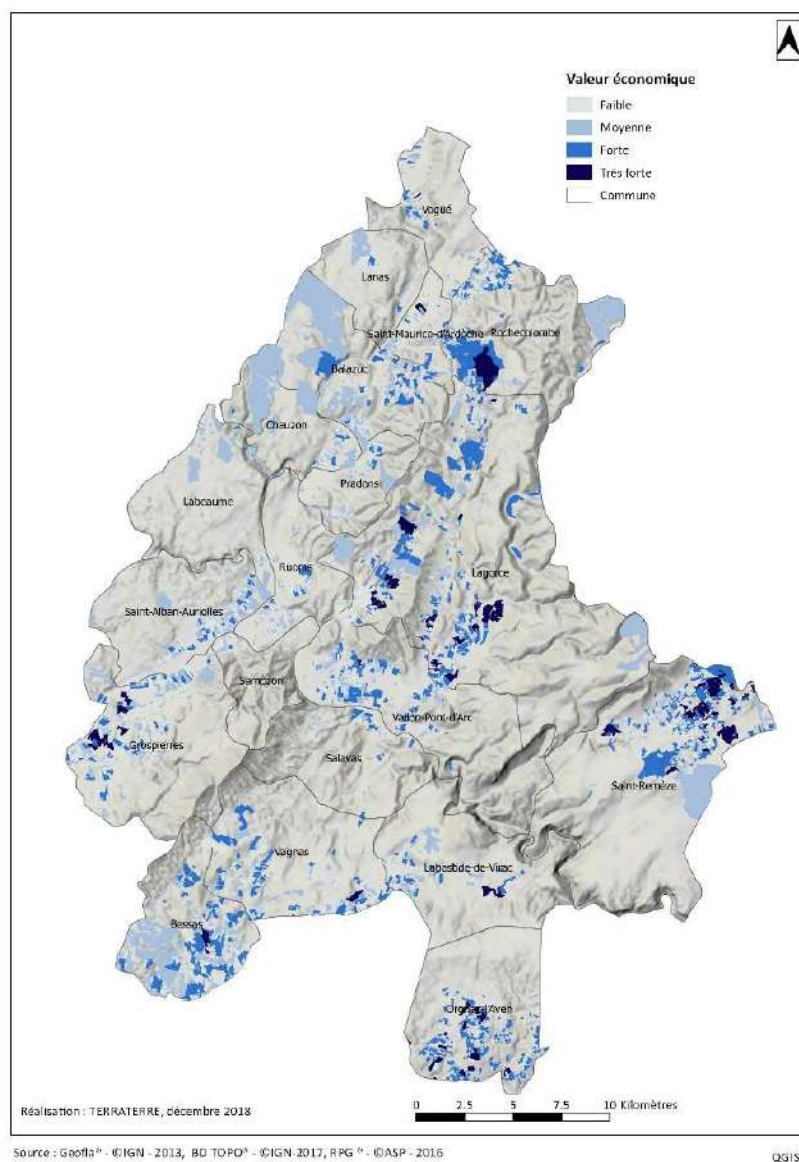 Valeur économique
Faible
Moyenne
Forte
Très forte
Commune
Vogüé
Lanas
Saint-Maurice-d'Ardèche
Rochecolombe
Balazuc
Chauzon
Pradons
Labeaume
Ruoms
Lagorce
Saint-Alban-Auriolles
Sampzon
Vallon-Pont-d'Arc
Grospierres
Salavas
Saint-Remèze
Vagnas
Labastide-de-Virac
Bessas
Orgnac-l'Aven
Réalisation : TERRATERRE, décembre 2018
0 2.5 5 7.5 10 Kilomètres
Source : Geofla® - ©IGN - 2013, BD TOPO® - ©IGN-2017, RPG ® - ©ASP - 2016
QGIS